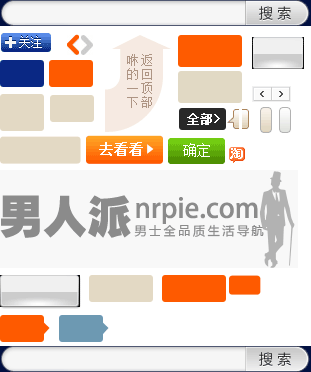 搜 索
+关注
返回顶部
咻的一下
全部>
去看看
确定
淘
男人派
nrpie.com
男士全品质生活导航
搜 索